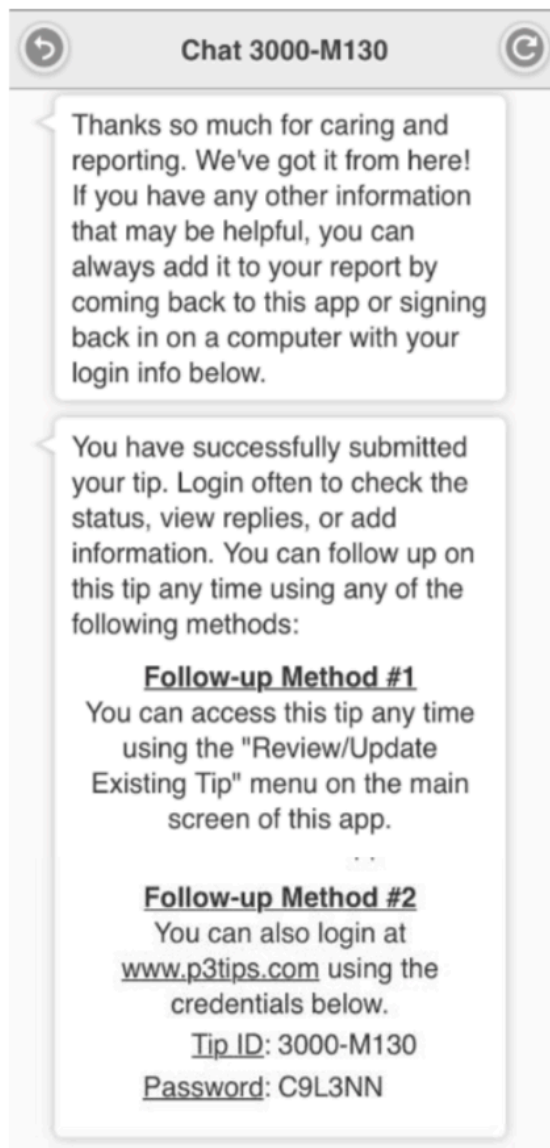 Chat 3000-M130
Thanks so much for caring and
reporting. We've got it from here!
If you have any other information
that may be helpful, you can
always add it to your report by
coming back to this app or signing
back in on a computer with your
login info below.
You have successfully submitted
your tip. Login often to check the
status, view replies, or add
information. You can follow up on
this tip any time using any of the
following methods:
Follow-up Method #1
You can access this tip any time
using the "Review/Update
Existing Tip" menu on the main
screen of this app.
Follow-up Method #2
You can also login at
www.p3tips.com using the
credentials below.
Tip ID: 3000-M130
Password: C9L3NN